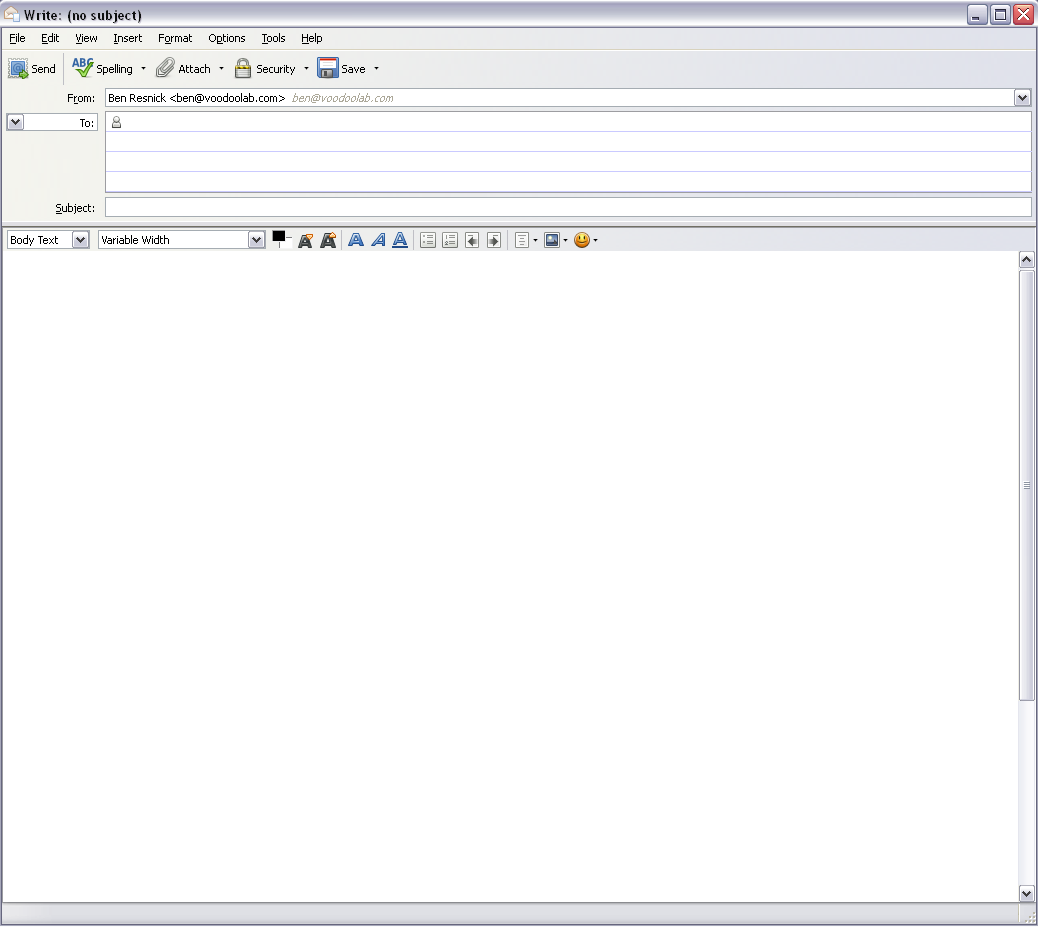 Write: (no subject)
File Edit View Insert Format Options Tools Help
Send ABC Spelling Attach Security Save
From: Ben Resnick <ben@voodoolab.com> ben@voodoolab.com
To:
Subject:
Body Text Variable Width